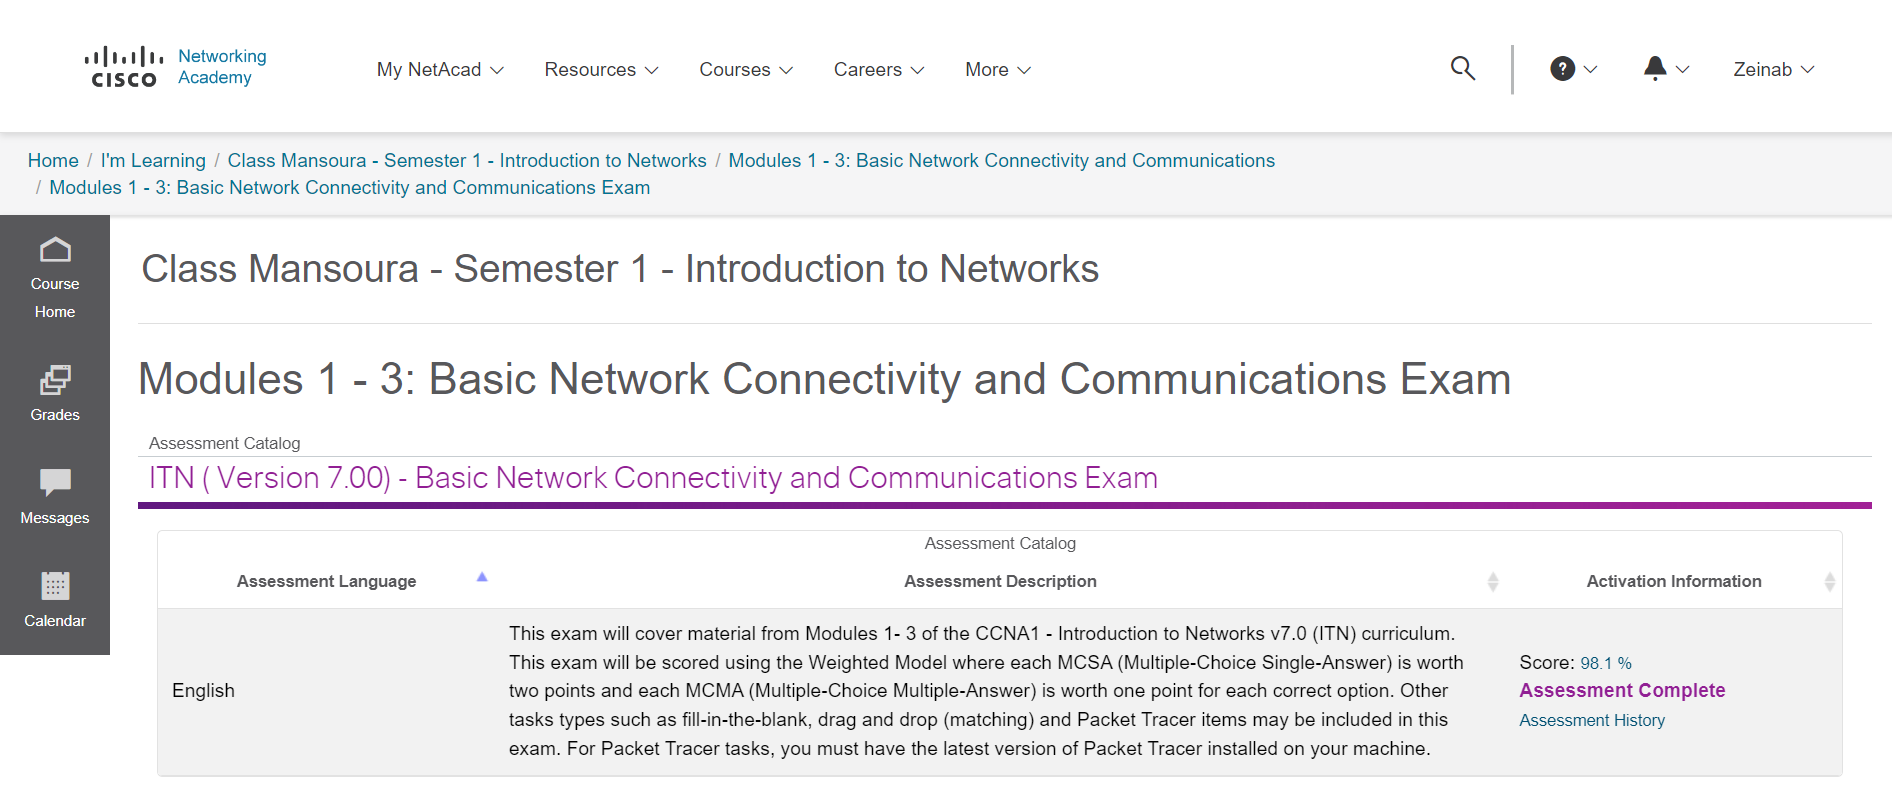 CISCO Networking Academy
My NetAcad Resources Courses Careers More ? Zeinab
Home / I'm Learning / Class Mansoura - Semester 1 - Introduction to Networks / Modules 1 - 3: Basic Network Connectivity and Communications
/ Modules 1 - 3: Basic Network Connectivity and Communications Exam
Course
Home
Grades
Messages
Calendar
Class Mansoura - Semester 1 - Introduction to Networks
Modules 1 - 3: Basic Network Connectivity and Communications Exam
Assessment Catalog
ITN ( Version 7.00) - Basic Network Connectivity and Communications Exam
Assessment Catalog
Assessment Language Assessment Description Activation Information
English
This exam will cover material from Modules 1- 3 of the CCNA1 - Introduction to Networks v7.0 (ITN) curriculum.
This exam will be scored using the Weighted Model where each MCSA (Multiple-Choice Single-Answer) is worth
two points and each MCMA (Multiple-Choice Multiple-Answer) is worth one point for each correct option. Other
tasks types such as fill-in-the-blank, drag and drop (matching) and Packet Tracer items may be included in this
exam. For Packet Tracer tasks, you must have the latest version of Packet Tracer installed on your machine.
Score: 98.1 %
Assessment Complete
Assessment History